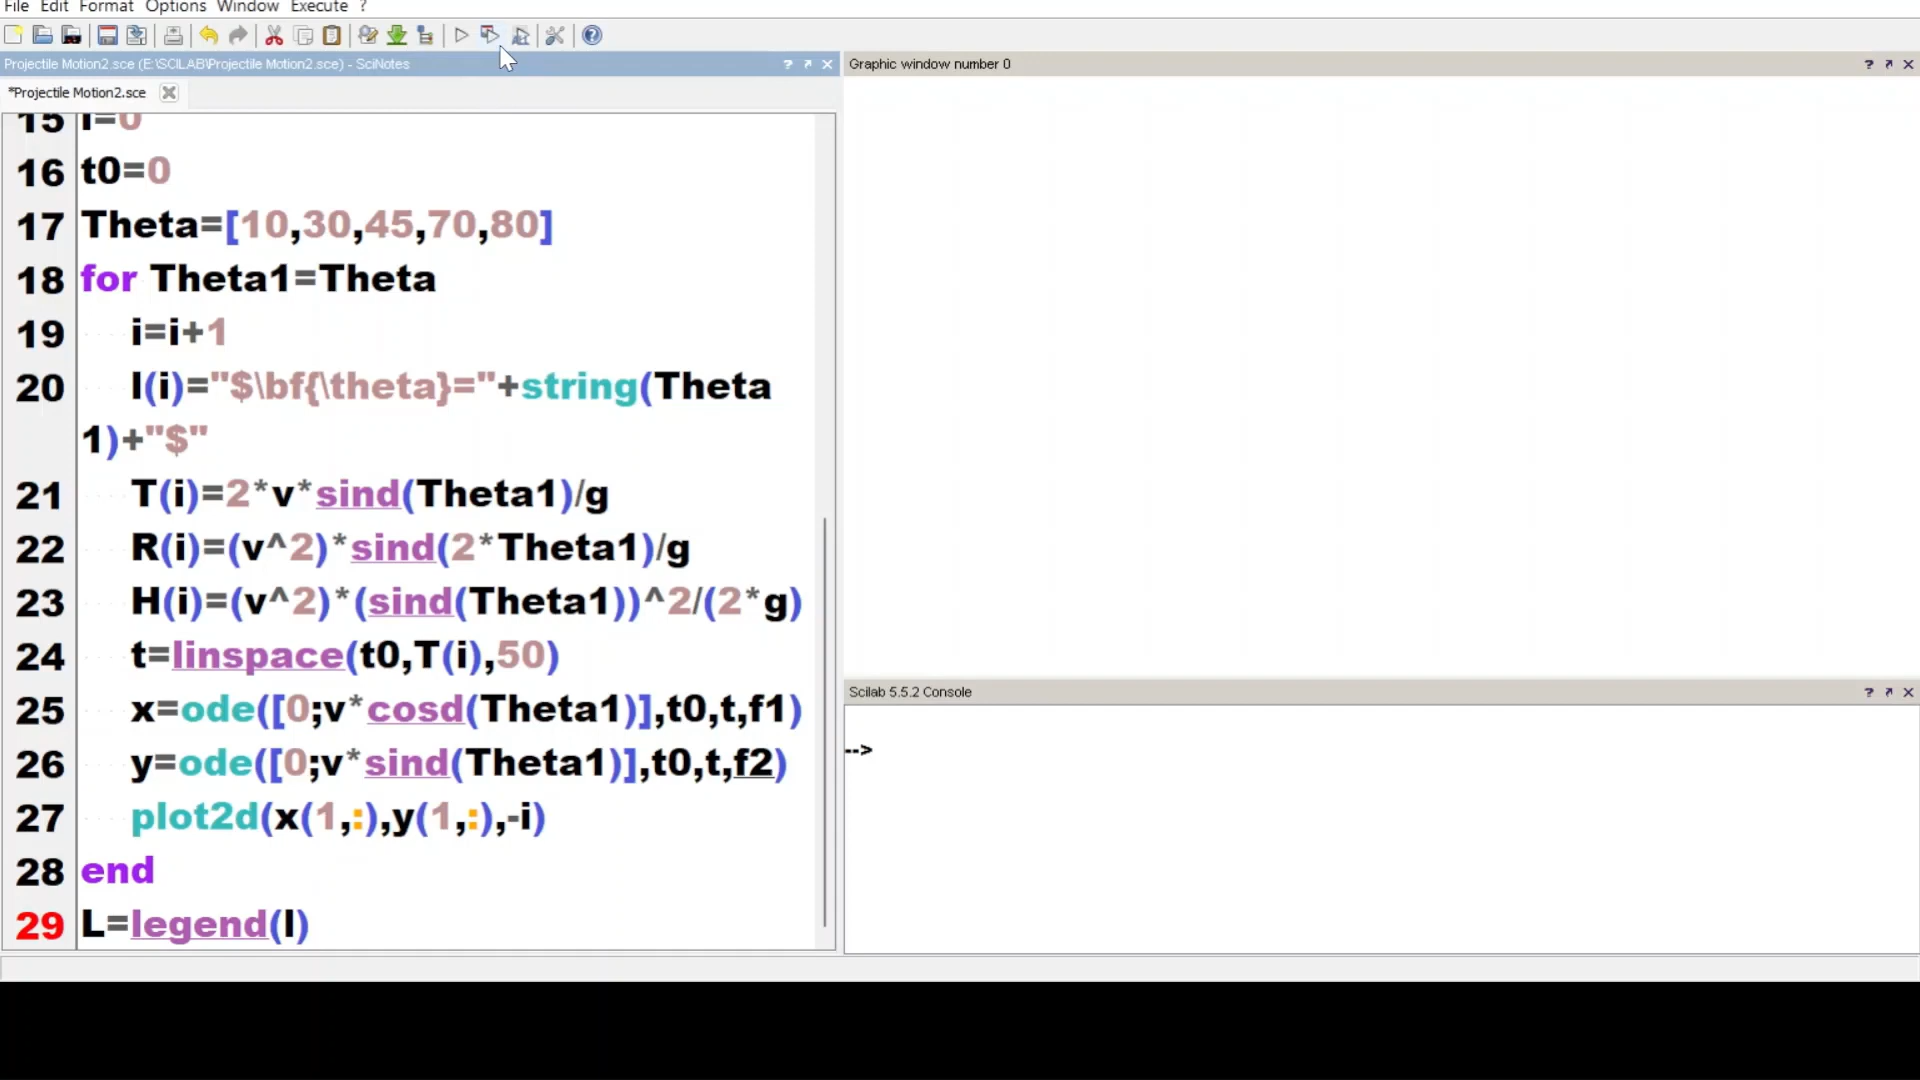 File Edit Format Options Window Execute ?
Projectile Motion2.sce (E:\SCILAB\Projectile Motion2.sce) - SciNotes
*Projectile Motion2.sce
15 i=0
16 t0=0
17 Theta=[10,30,45,70,80]
18 for Theta1=Theta
19 i=i+1
20 l(i)="$\bf{\theta}="+string(Theta
1)+"$"
21 T(i)=2*v*sind(Theta1)/g
22 R(i)=(v^2)*sind(2*Theta1)/g
23 H(i)=(v^2)*(sind(Theta1))^2/(2*g)
24 t=linspace(t0,T(i),50)
25 x=ode([0;v*cosd(Theta1)],t0,t,f1)
26 y=ode([0;v*sind(Theta1)],t0,t,f2)
27 plot2d(x(1,:),y(1,:),-i)
28 end
29 L=legend(l)
Graphic window number 0
Scilab 5.5.2 Console
-->